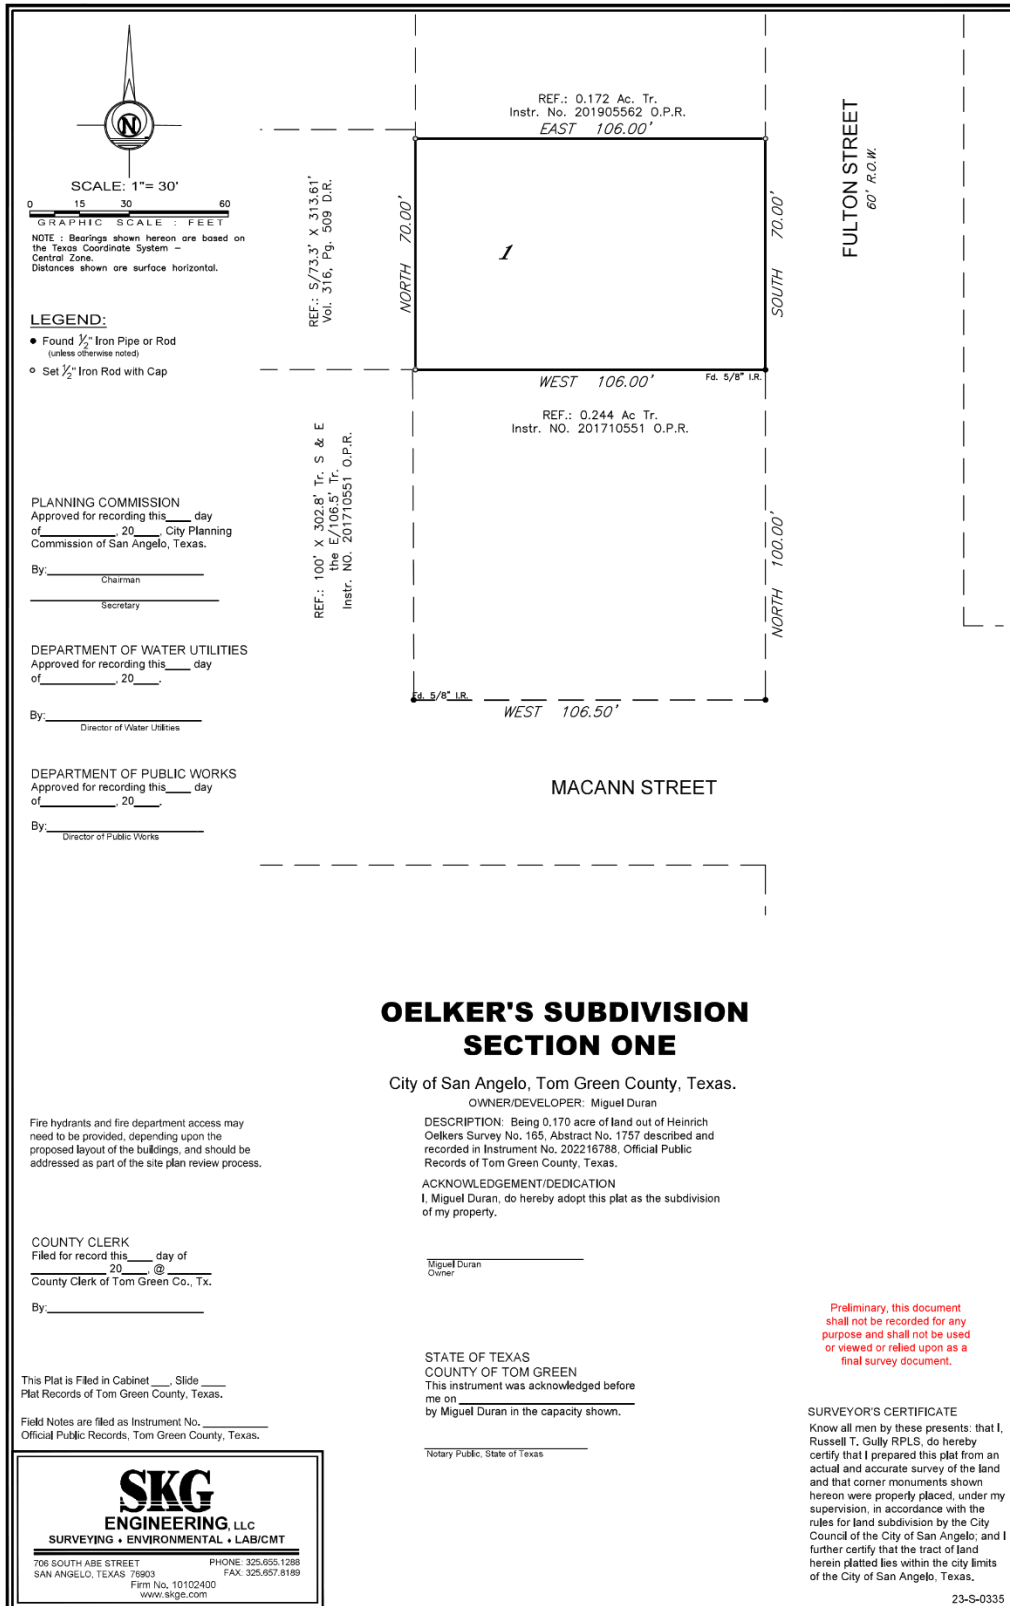 N
SCALE: 1"= 30'
0 15 30 60
GRAPHIC SCALE : FEET
NOTE : Bearings shown hereon are based on
the Texas Coordinate System –
Central Zone.
Distances shown are surface horizontal.
LEGEND:
Found 1/2" Iron Pipe or Rod
(unless otherwise noted)
Set 1/2" Iron Rod with Cap
REF.: 0.172 Ac. Tr.
Instr. No. 201905562 O.P.R.
EAST 106.00'
REF.: S/73.3' X 313.61'
Vol. 316, Pg. 509 D.R.
NORTH 70.00'
1
SOUTH 70.00'
FULTON STREET
60' R.O.W.
WEST 106.00'
Fd. 5/8" I.R.
REF.: 0.244 Ac Tr.
Instr. NO. 201710551 O.P.R.
REF.: 100' X 302.8' Tr. S & E
the E/106.5' Tr.
Instr. NO. 201710551 O.P.R.
NORTH 100.00'
Fd. 5/8" I.R.
WEST 106.50'
MACANN STREET
PLANNING COMMISSION
Approved for recording this____ day
of____________, 20____, City Planning
Commission of San Angelo, Texas.
By:____________
Chairman
Secretary
DEPARTMENT OF WATER UTILITIES
Approved for recording this____ day
of____________, 20____.
By:____________
Director of Water Utilities
DEPARTMENT OF PUBLIC WORKS
Approved for recording this____ day
of____________, 20____.
By:____________
Director of Public Works
OELKER'S SUBDIVISION
SECTION ONE
City of San Angelo, Tom Green County, Texas.
OWNER/DEVELOPER: Miguel Duran
DESCRIPTION: Being 0.170 acre of land out of Heinrich
Oelkers Survey No. 165, Abstract No. 1757 described and
recorded in Instrument No. 202216788, Official Public
Records of Tom Green County, Texas.
ACKNOWLEDGEMENT/DEDICATION
I, Miguel Duran, do hereby adopt this plat as the subdivision
of my property.
Miguel Duran
Owner
STATE OF TEXAS
COUNTY OF TOM GREEN
This instrument was acknowledged before
me on ____________
by Miguel Duran in the capacity shown.
Notary Public, State of Texas
Fire hydrants and fire department access may
need to be provided, depending upon the
proposed layout of the buildings, and should be
addressed as part of the site plan review process.
COUNTY CLERK
Filed for record this____ day of
____________ 20____, @ ______
County Clerk of Tom Green Co., Tx.
By:____________
This Plat is Filed in Cabinet ___, Slide ____
Plat Records of Tom Green County, Texas.
Field Notes are filed as Instrument No. __________
Official Public Records, Tom Green County, Texas.
SKG
ENGINEERING, LLC
SURVEYING ♦ ENVIRONMENTAL ♦ LAB/CMT
706 SOUTH ABE STREET PHONE: 325.655.1288
SAN ANGELO, TEXAS 76903 FAX: 325.657.8189
Firm No. 10102400
www.skge.com
Preliminary, this document
shall not be recorded for any
purpose and shall not be used
or viewed or relied upon as a
final survey document.
SURVEYOR'S CERTIFICATE
Know all men by these presents: that I,
Russell T. Gully RPLS, do hereby
certify that I prepared this plat from an
actual and accurate survey of the land
and that corner monuments shown
hereon were properly placed, under my
supervision, in accordance with the
rules for land subdivision by the City
Council of the City of San Angelo; and I
further certify that the tract of land
herein platted lies within the city limits
of the City of San Angelo, Texas.
23-S-0335